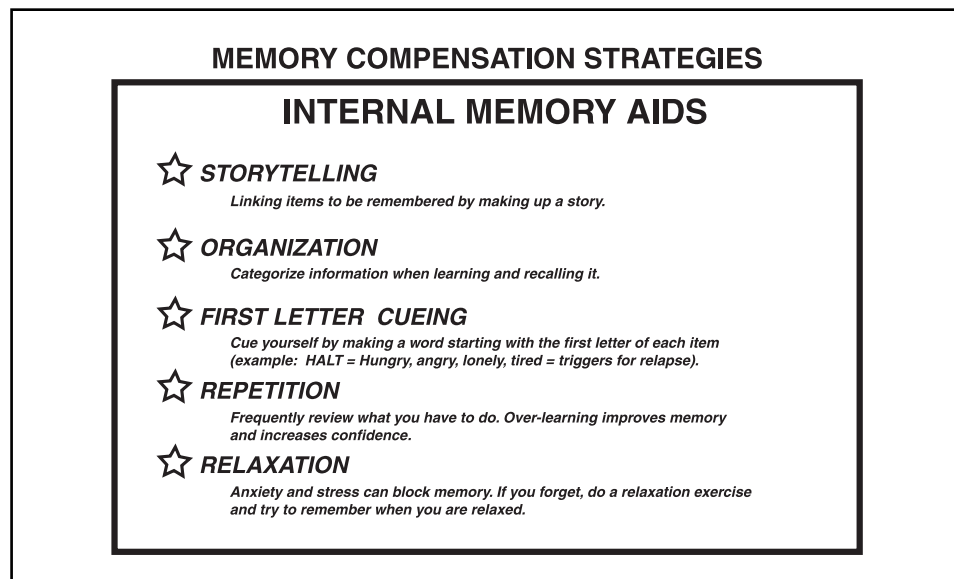 MEMORY COMPENSATION STRATEGIES
INTERNAL MEMORY AIDS
STORYTELLING
Linking items to be remembered by making up a story.
ORGANIZATION
Categorize information when learning and recalling it.
FIRST LETTER CUEING
Cue yourself by making a word starting with the first letter of each item
(example: HALT = Hungry, angry, lonely, tired = triggers for relapse).
REPETITION
Frequently review what you have to do. Over-learning improves memory
and increases confidence.
RELAXATION
Anxiety and stress can block memory. If you forget, do a relaxation exercise
and try to remember when you are relaxed.